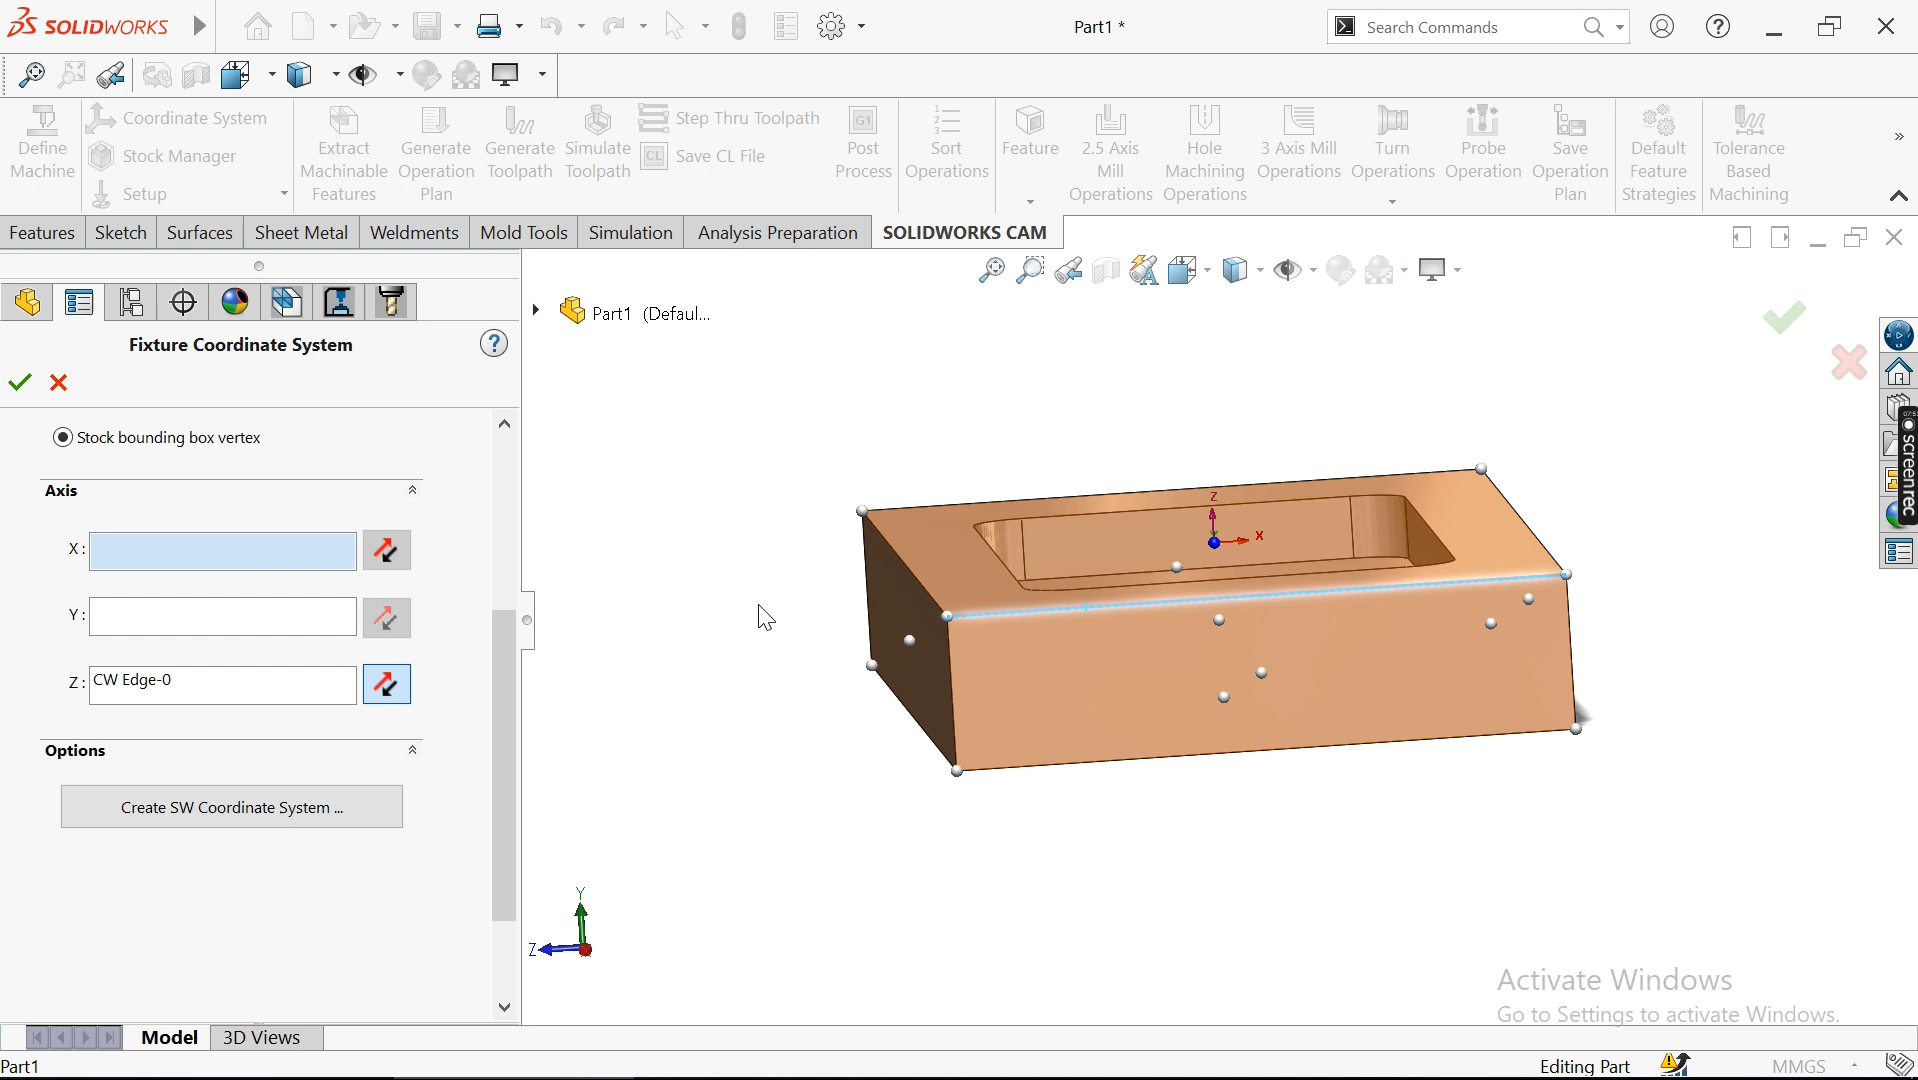 SOLIDWORKS
Part1 *
Search Commands
Define
Machine
Coordinate System
Stock Manager
Setup
Extract
Machinable
Features
Generate
Operation
Plan
Generate
Toolpath
Simulate
Toolpath
Step Thru Toolpath
Save CL File
Post
Process
Sort
Operations
Feature
2.5 Axis
Mill
Operations
Hole
Machining
Operations
3 Axis Mill
Operations
Turn
Operations
Probe
Operation
Save
Operation
Plan
Default
Feature
Strategies
Tolerance
Based
Machining
Features Sketch Surfaces Sheet Metal Weldments Mold Tools Simulation Analysis Preparation SOLIDWORKS CAM
Part1 (Defaul...
Fixture Coordinate System
Stock bounding box vertex
Axis
X:
Y:
Z: CW Edge-0
Options
Create SW Coordinate System ...
Z
X
Y
Z
screenrec
Activate Windows
Go to Settings to activate Windows.
Model 3D Views
Part1
Editing Part
MMGS